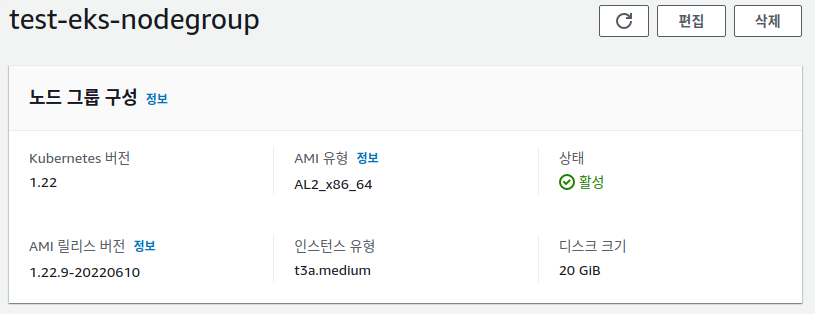 test-eks-nodegroup
편집
삭제
노드 그룹 구성 정보
Kubernetes 버전
1.22
AMI 유형 정보
AL2_x86_64
상태
활성
AMI 릴리스 버전 정보
1.22.9-20220610
인스턴스 유형
t3a.medium
디스크 크기
20 GiB